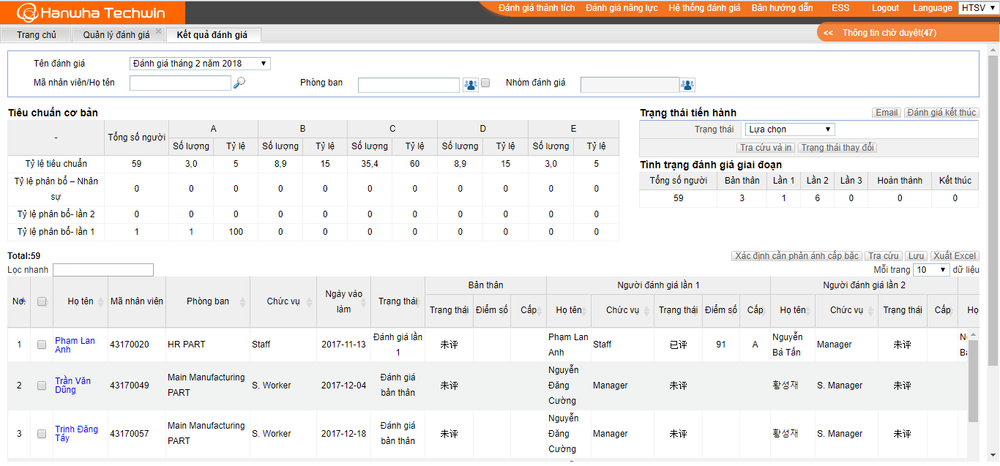 Hanwha Techwin
Đánh giá thành tích Đánh giá năng lực Hệ thống đánh giá Bản hướng dẫn ESS Logout Language HTSV
Trang chủ Quản lý đánh giá Kết quả đánh giá
<< Thông tin chờ duyệt(47)
Tên đánh giá Đánh giá tháng 2 năm 2018
Mã nhân viên/Họ tên Phòng ban Nhóm đánh giá
Tiêu chuẩn cơ bản
- Tổng số người A B C D E
Số lượng Tỷ lệ Số lượng Tỷ lệ Số lượng Tỷ lệ Số lượng Tỷ lệ Số lượng Tỷ lệ
Tỷ lệ tiêu chuẩn 59 3,0 5 8,9 15 35,4 60 8,9 15 3,0 5
Tỷ lệ phân bổ – Nhân
sự 0 0 0 0 0 0 0 0 0 0 0
Tỷ lệ phân bổ- lần 2 0 0 0 0 0 0 0 0 0 0 0
Tỷ lệ phân bổ- lần 1 1 1 100 0 0 0 0 0 0 0 0
Trạng thái tiến hành Email Đánh giá kết thúc
Trạng thái Lựa chọn
Tra cứu và in Trạng thái thay đổi
Tình trạng đánh giá giai đoạn
Tổng số người Bản thân Lần 1 Lần 2 Lần 3 Hoàn thành Kết thúc
59 3 1 6 0 0 0
Total:59 Xác định cần phản ánh cấp bậc Tra cứu Lưu Xuất Excel
Lọc nhanh Mỗi trang 10 dữ liệu
No Họ tên Mã nhân viên Phòng ban Chức vụ Ngày vào
làm Trạng thái Bản thân Người đánh giá lần 1 Người đánh giá lần 2
Trạng thái Điểm số Cấp Họ tên Chức vụ Trạng thái Điểm số Cấp Họ tên Chức vụ Trạng thái Cấp Họ
1 Phạm Lan
Anh 43170020 HR PART Staff 2017-11-13 Đánh giá lần
1 未评 Phạm Lan
Anh Staff 已评 91 A Nguyễn
Bá Tấn Manager 未评
2 Trần Văn
Dũng 43170049 Main Manufacturing
PART S. Worker 2017-12-04 Đánh giá
bản thân 未评 Nguyễn
Đăng
Cường Manager 未评 황성재 S. Manager 未评
3 Trịnh Đăng
Tây 43170057 Main Manufacturing
PART S. Worker 2017-12-18 Đánh giá
bản thân 未评 Nguyễn
Đăng
Cường Manager 未评 황성재 S. Manager 未评